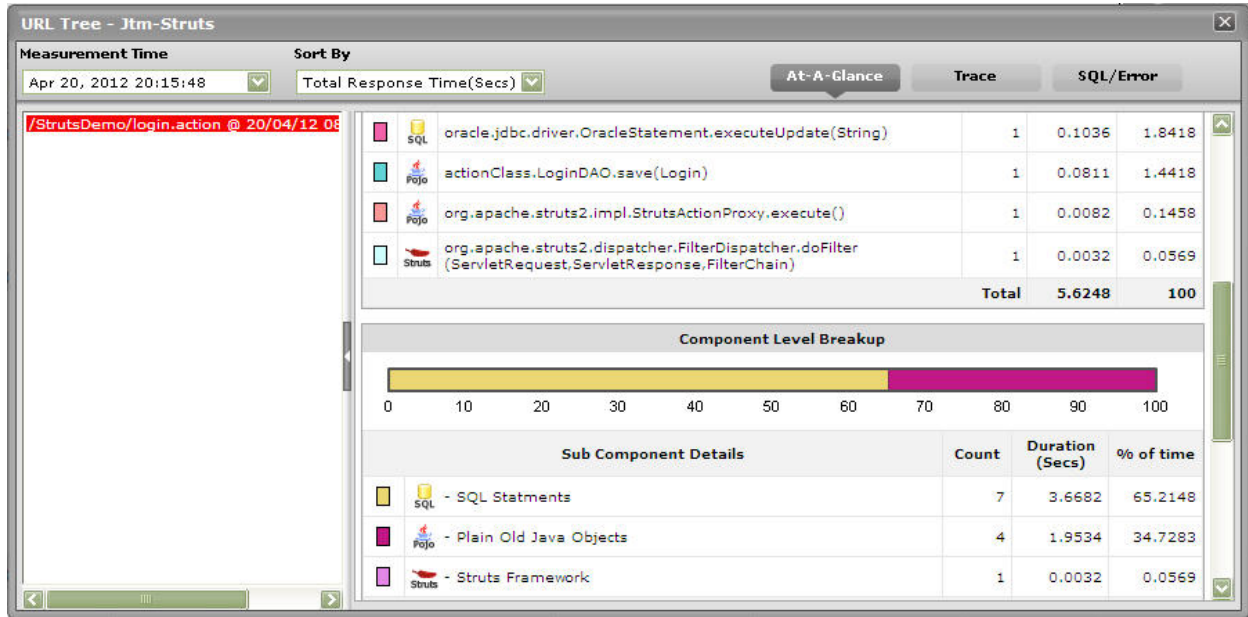 URL Tree - Jtm-Struts
Measurement Time
Sort By
Apr 20, 2012 20:15:48
Total Response Time(Secs)
At-A-Glance
Trace
SQL/Error
/StrutsDemo/login.action @ 20/04/12 08
SQL oracle.jdbc.driver.OracleStatement.executeUpdate(String) 1 0.1036 1.8418
Pojo actionClass.LoginDAO.save(Login) 1 0.0811 1.4418
Pojo org.apache.struts2.impl.StrutsActionProxy.execute() 1 0.0082 0.1458
org.apache.struts2.dispatcher.FilterDispatcher.doFilter
Struts (ServletRequest,ServletResponse,FilterChain) 1 0.0032 0.0569
Total 5.6248 100
Component Level Breakup
0 10 20 30 40 50 60 70 80 90 100
Sub Component Details Count Duration (Secs) % of time
SQL - SQL Statments 7 3.6682 65.2148
Pojo - Plain Old Java Objects 4 1.9534 34.7283
Struts - Struts Framework 1 0.0032 0.0569